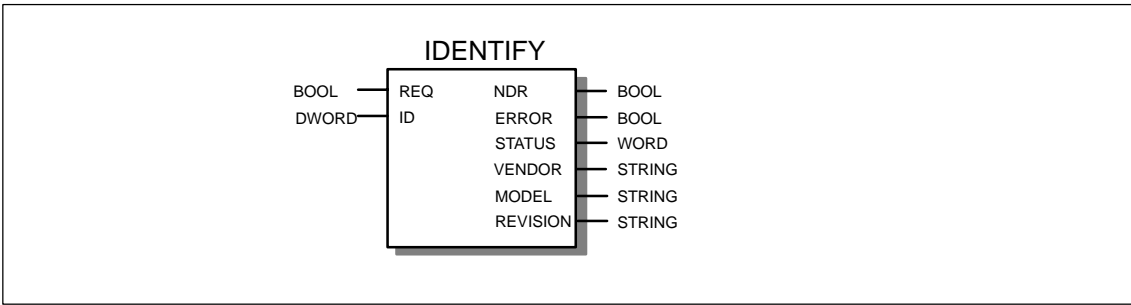 IDENTIFY
BOOL REQ NDR BOOL
DWORD ID ERROR BOOL
STATUS WORD
VENDOR STRING
MODEL STRING
REVISION STRING